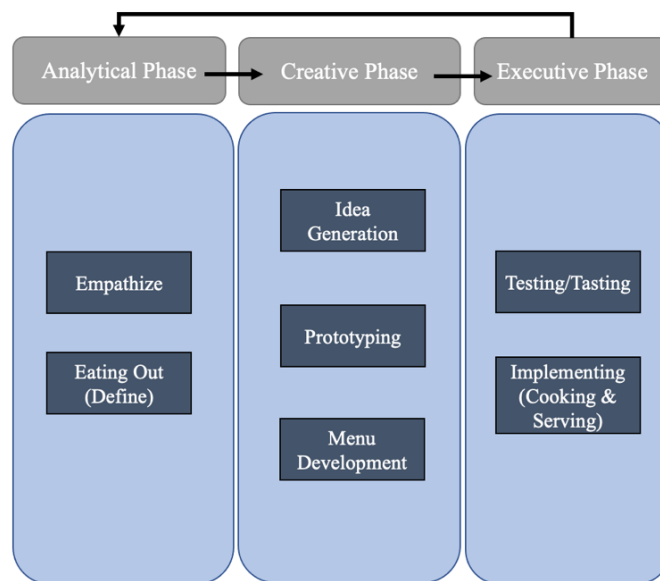 Analytical Phase
Creative Phase
Executive Phase
Empathize
Eating Out
(Define)
Idea
Generation
Prototyping
Menu
Development
Testing/Tasting
Implementing
(Cooking &
Serving)